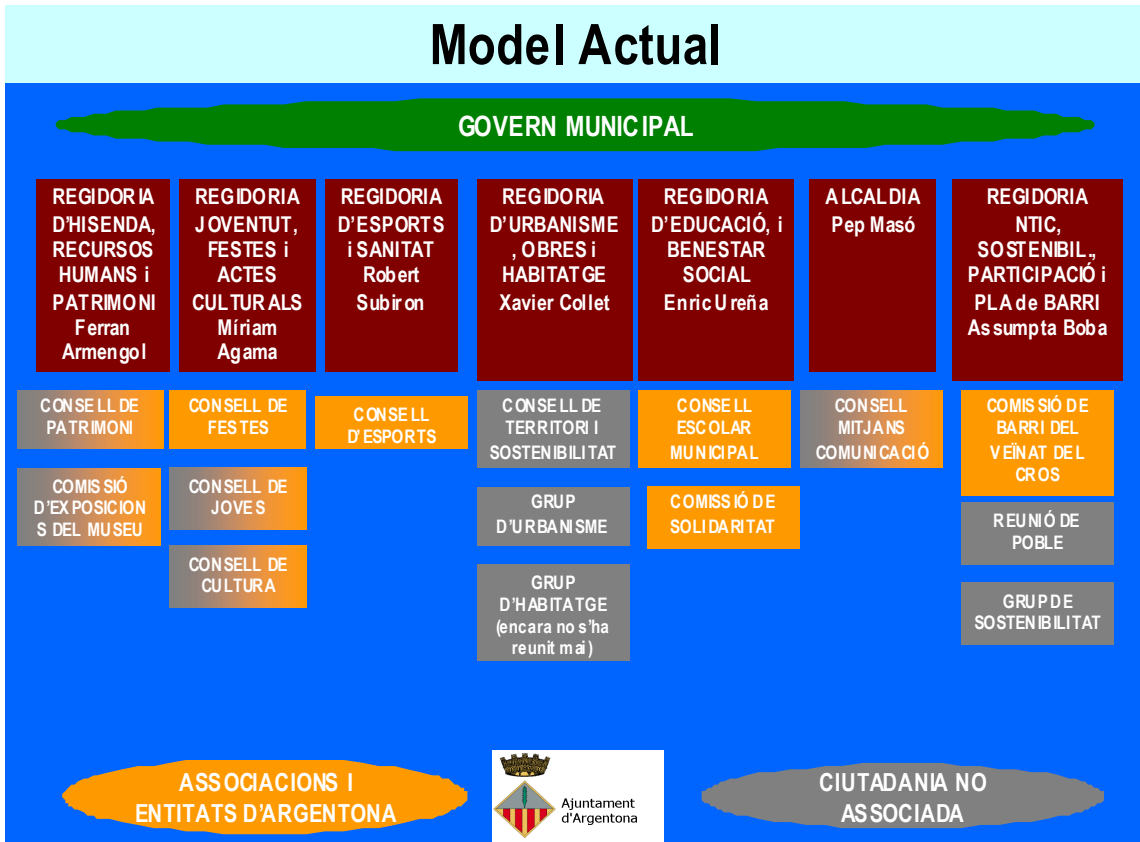 Model Actual
GOVERN MUNICIPAL
REGIDORIA
D'HISENDA,
RECURSOS
HUMANS i
PATRIMONI
Ferran
Armengol
REGIDORIA
JOVENTUT,
FESTES i
ACTES
CULTURALS
Míriam
Agama
REGIDORIA
D'ESPORTS
i SANITAT
Robert
Subiron
REGIDORIA
D'URBANISME
, OBRES i
HABITATGE
Xavier Collet
REGIDORIA
D'EDUCACIÓ, i
BENESTAR
SOCIAL
Enric Ureña
ALCALDIA
Pep Masó
REGIDORIA
NTIC,
SOSTENIBIL.,
PARTICIPACIÓ i
PLA de BARRI
Assumpta Boba
CONSELL DE
PATRIMONI
COMISSIÓ
D'EXPOSICION
S DEL MUSEU
CONSELL DE
FESTES
CONSELL DE
JOVES
CONSELL DE
CULTURA
CONSELL
D'ESPORTS
CONSELL DE
TERRITORI I
SOSTENIBILITAT
GRUP
D'URBANISME
GRUP
D'HABITATGE
(encara no s'ha
reunit mai)
CONSELL
ESCOLAR
MUNICIPAL
COMISSIÓ DE
SOLIDARITAT
CONSELL
MITJANS
COMUNICACIÓ
COMISSIÓ DE
BARRI DEL
VEÏNAT DEL
CROS
REUNIÓ DE
POBLE
GRUP DE
SOSTENIBILITAT
ASSOCIACIONS I
ENTITATS D'ARGENTONA
Ajuntament
d'Argentona
CIUTADANIA NO
ASSOCIADA